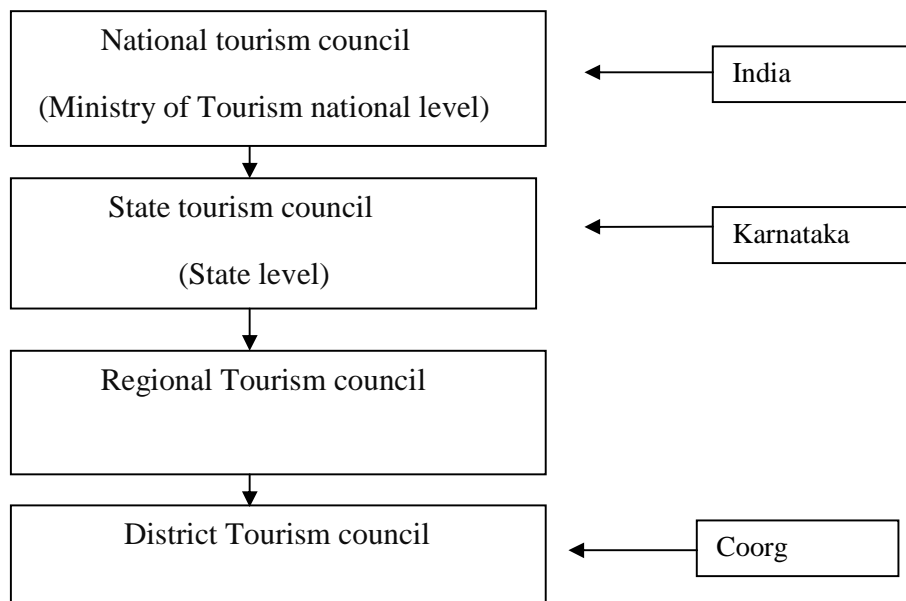 National tourism council
(Ministry of Tourism national level)
India
State tourism council
(State level)
Karnataka
Regional Tourism council
District Tourism council
Coorg